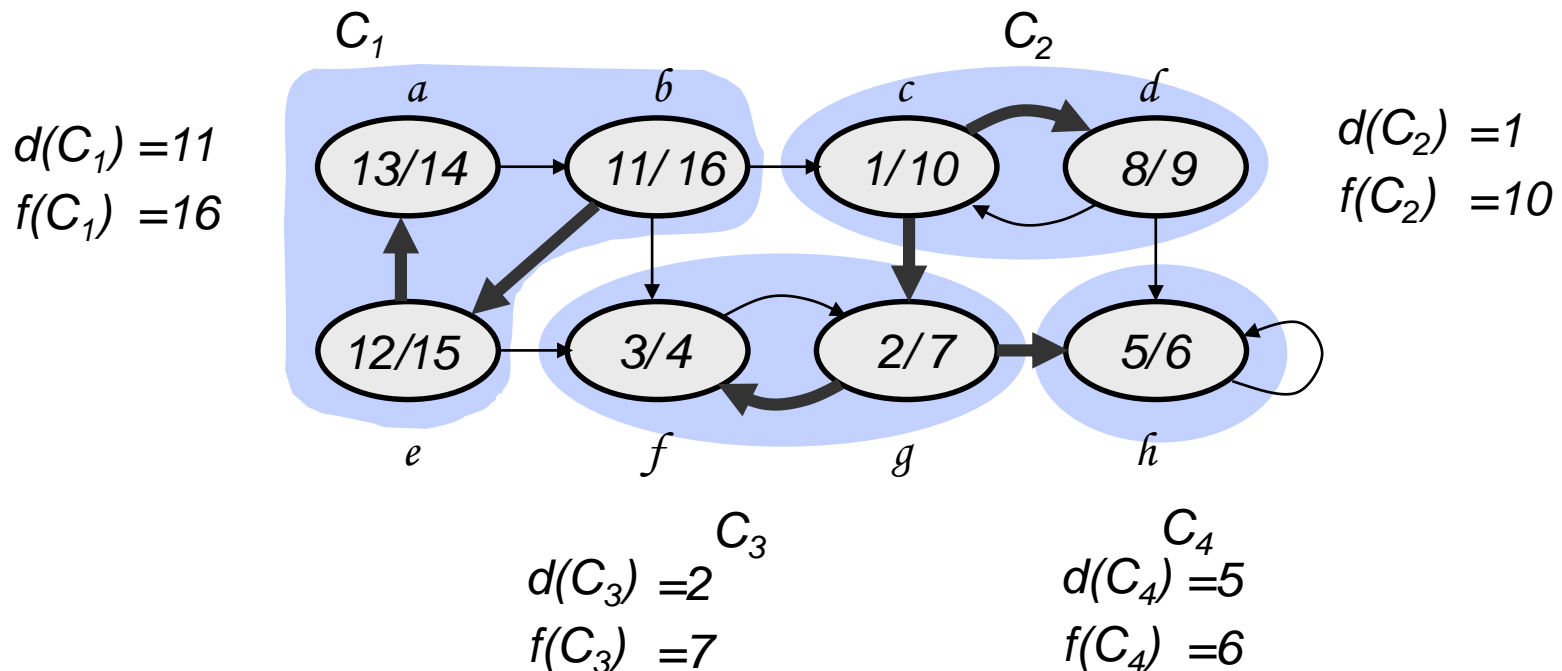 C₁ C₂
a b c d
d(C₁) =11
f(C₁) =16
13/14 11/16 1/10 8/9
d(C₂) =1
f(C₂) =10
12/15 3/4 2/7 5/6
e f g h
C₃ C₄
d(C₃) =2 d(C₄) =5
f(C₃) =7 f(C₄) =6